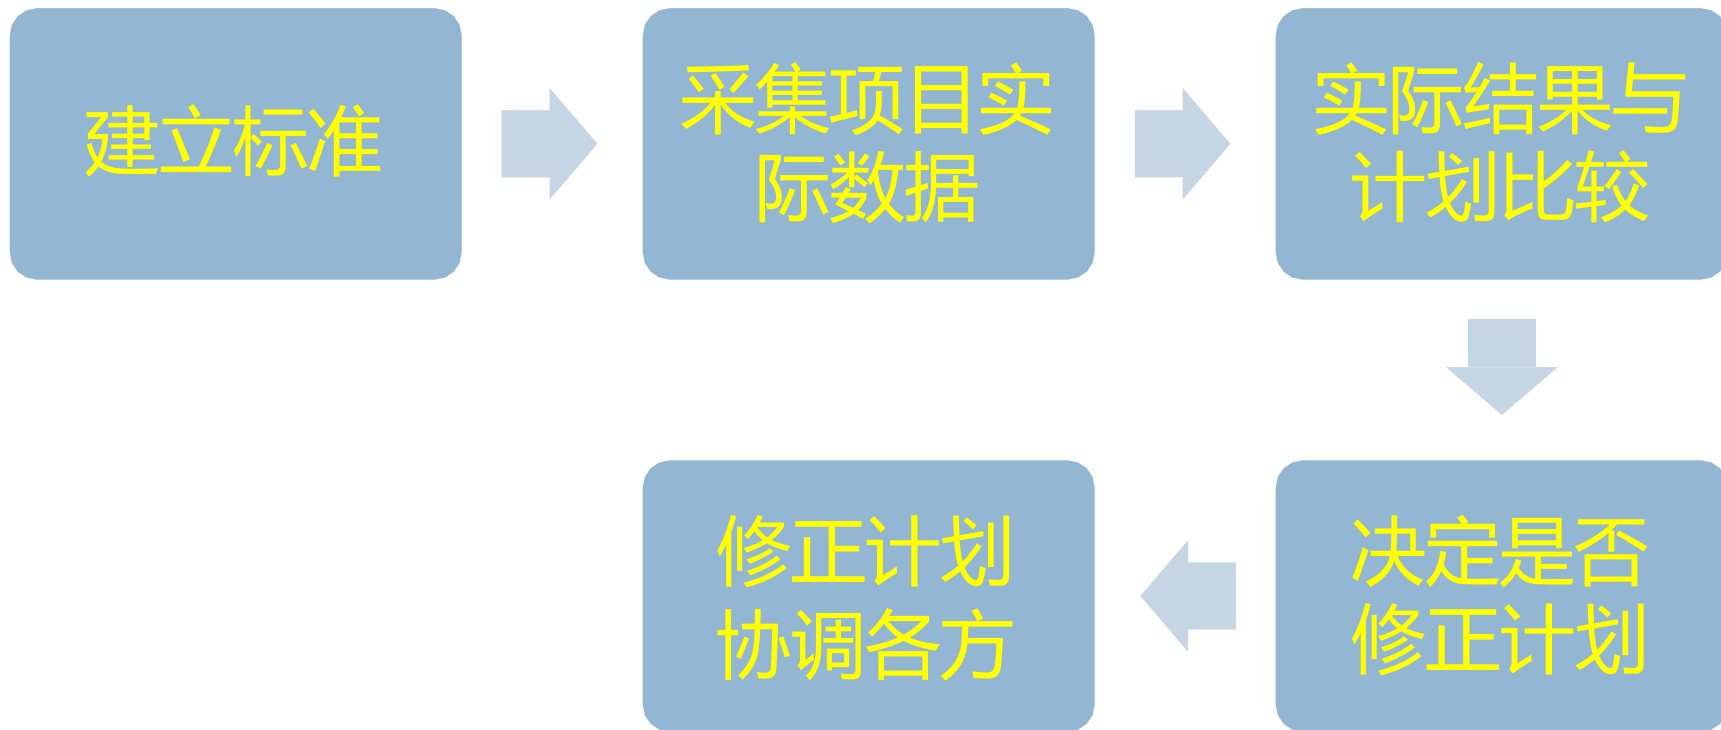 建立标准
采集项目实
际数据
实际结果与
计划比较
决定是否
修正计划
修正计划
协调各方